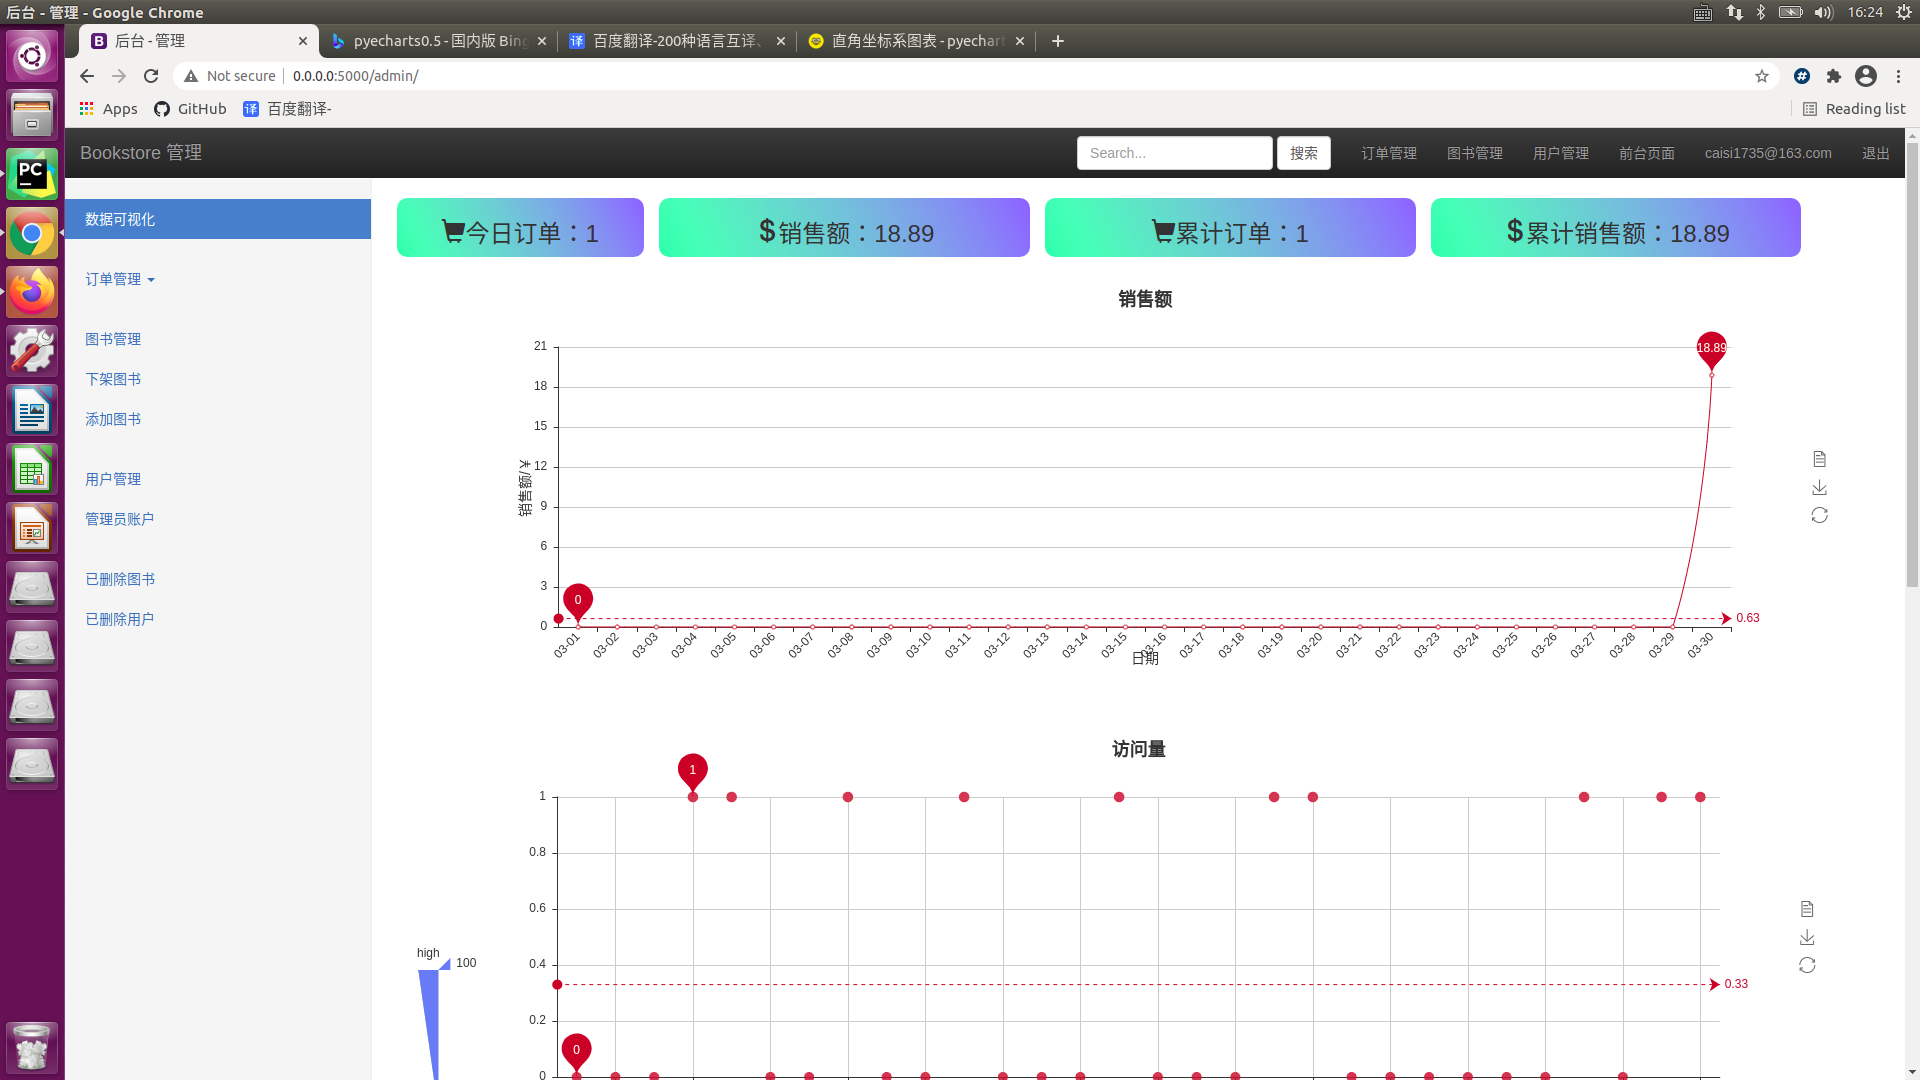 后台 - 管理 - Google Chrome
16:24
后台 - 管理
pyecharts0.5 - 国内版 Bing
百度翻译-200种语言互译、
直角坐标系图表 - pyechart
Not secure
0.0.0.0:5000/admin/
Apps
GitHub
百度翻译-
Reading list
Bookstore 管理
Search...
搜索
订单管理
图书管理
用户管理
前台页面
caisi1735@163.com
退出
数据可视化
订单管理
图书管理
下架图书
添加图书
用户管理
管理员账户
已删除图书
已删除用户
今日订单：1
$销售额：18.89
累计订单：1
$累计销售额：18.89
销售额
21
18
15
12
9
6
3
0
销售额/¥
18.89
0
0.63
03-01
03-02
03-03
03-04
03-05
03-06
03-07
03-08
03-09
03-10
03-11
03-12
03-13
03-14
03-15
03-16
03-17
03-18
03-19
03-20
03-21
03-22
03-23
03-24
03-25
03-26
03-27
03-28
03-29
03-30
日期
访问量
1
1
0.8
0.6
0.4
0.2
0
0
0.33
high
100
PC